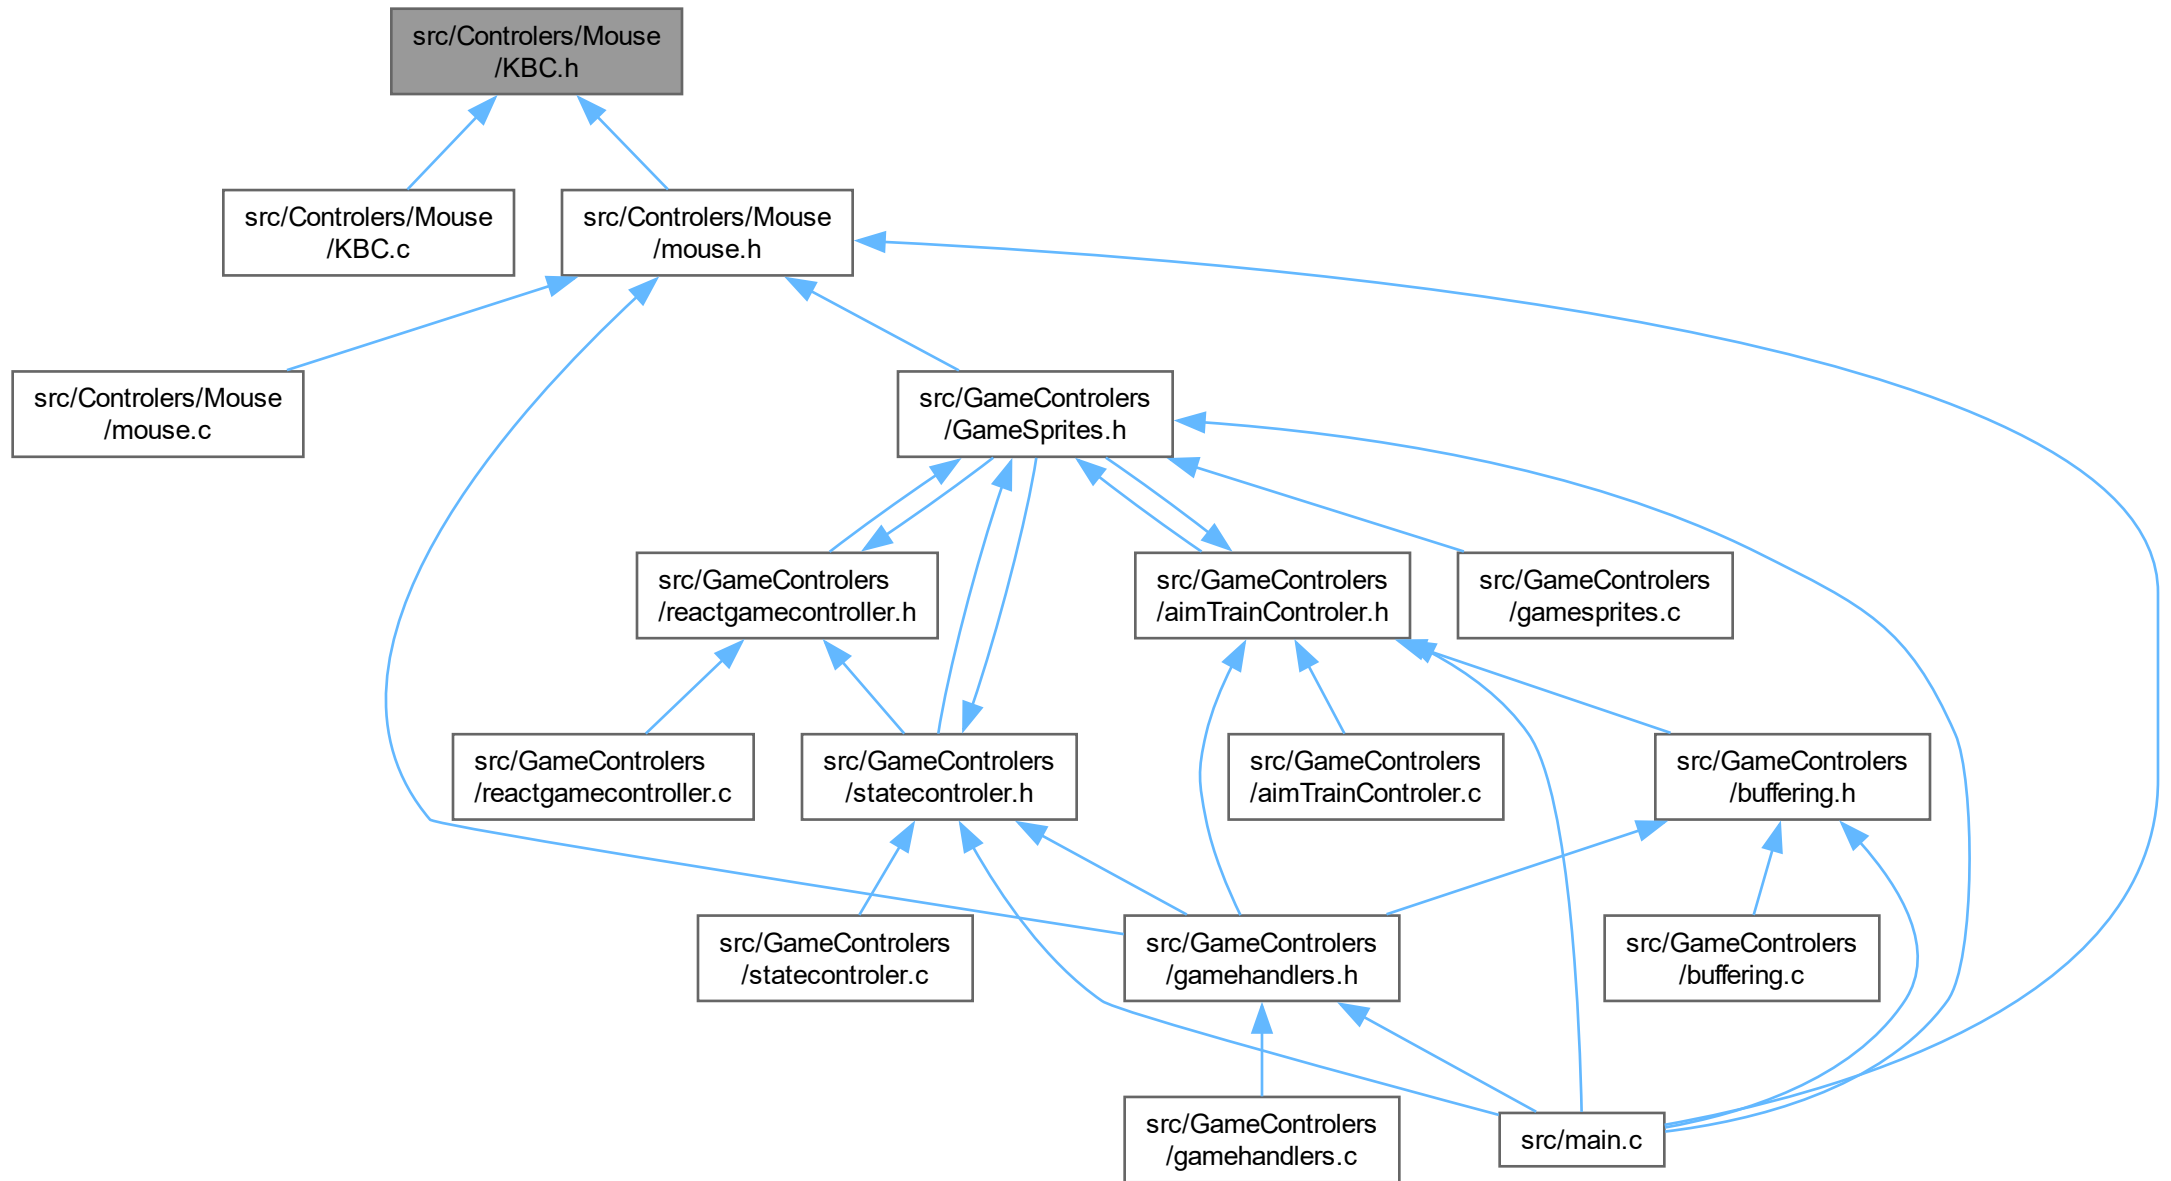 src/Controlers/Mouse
/KBC.h
src/Controlers/Mouse
/KBC.c
src/Controlers/Mouse
/mouse.h
src/Controlers/Mouse
/mouse.c
src/GameControlers
/GameSprites.h
src/GameControlers
/reactgamecontroller.h
src/GameControlers
/aimTrainControler.h
src/GameControlers
/gamesprites.c
src/GameControlers
/reactgamecontroller.c
src/GameControlers
/statecontroler.h
src/GameControlers
/aimTrainControler.c
src/GameControlers
/buffering.h
src/GameControlers
/statecontroler.c
src/GameControlers
/gamehandlers.h
src/GameControlers
/buffering.c
src/GameControlers
/gamehandlers.c
src/main.c